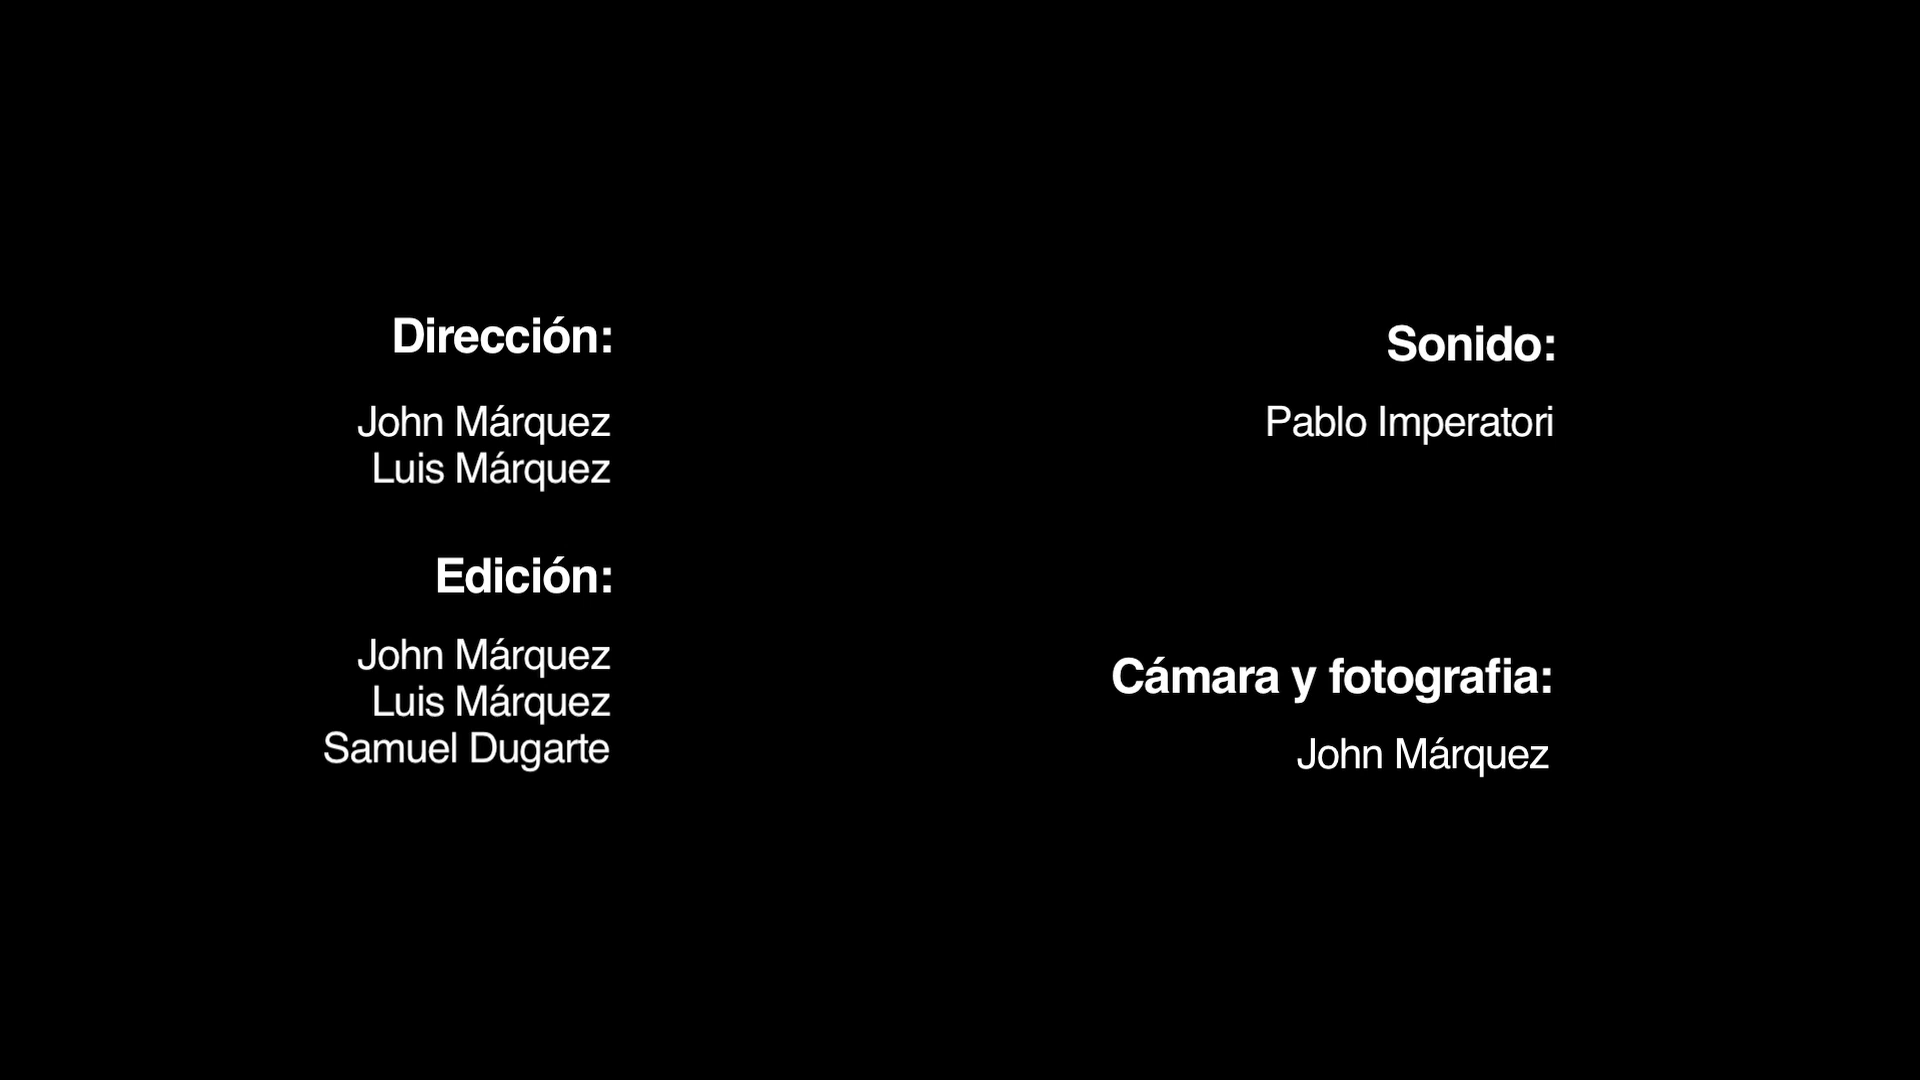 Dirección:
John Márquez
Luis Márquez
Edición:
John Márquez
Luis Márquez
Samuel Dugarte
Sonido:
Pablo Imperatori
Cámara y fotografia:
John Márquez